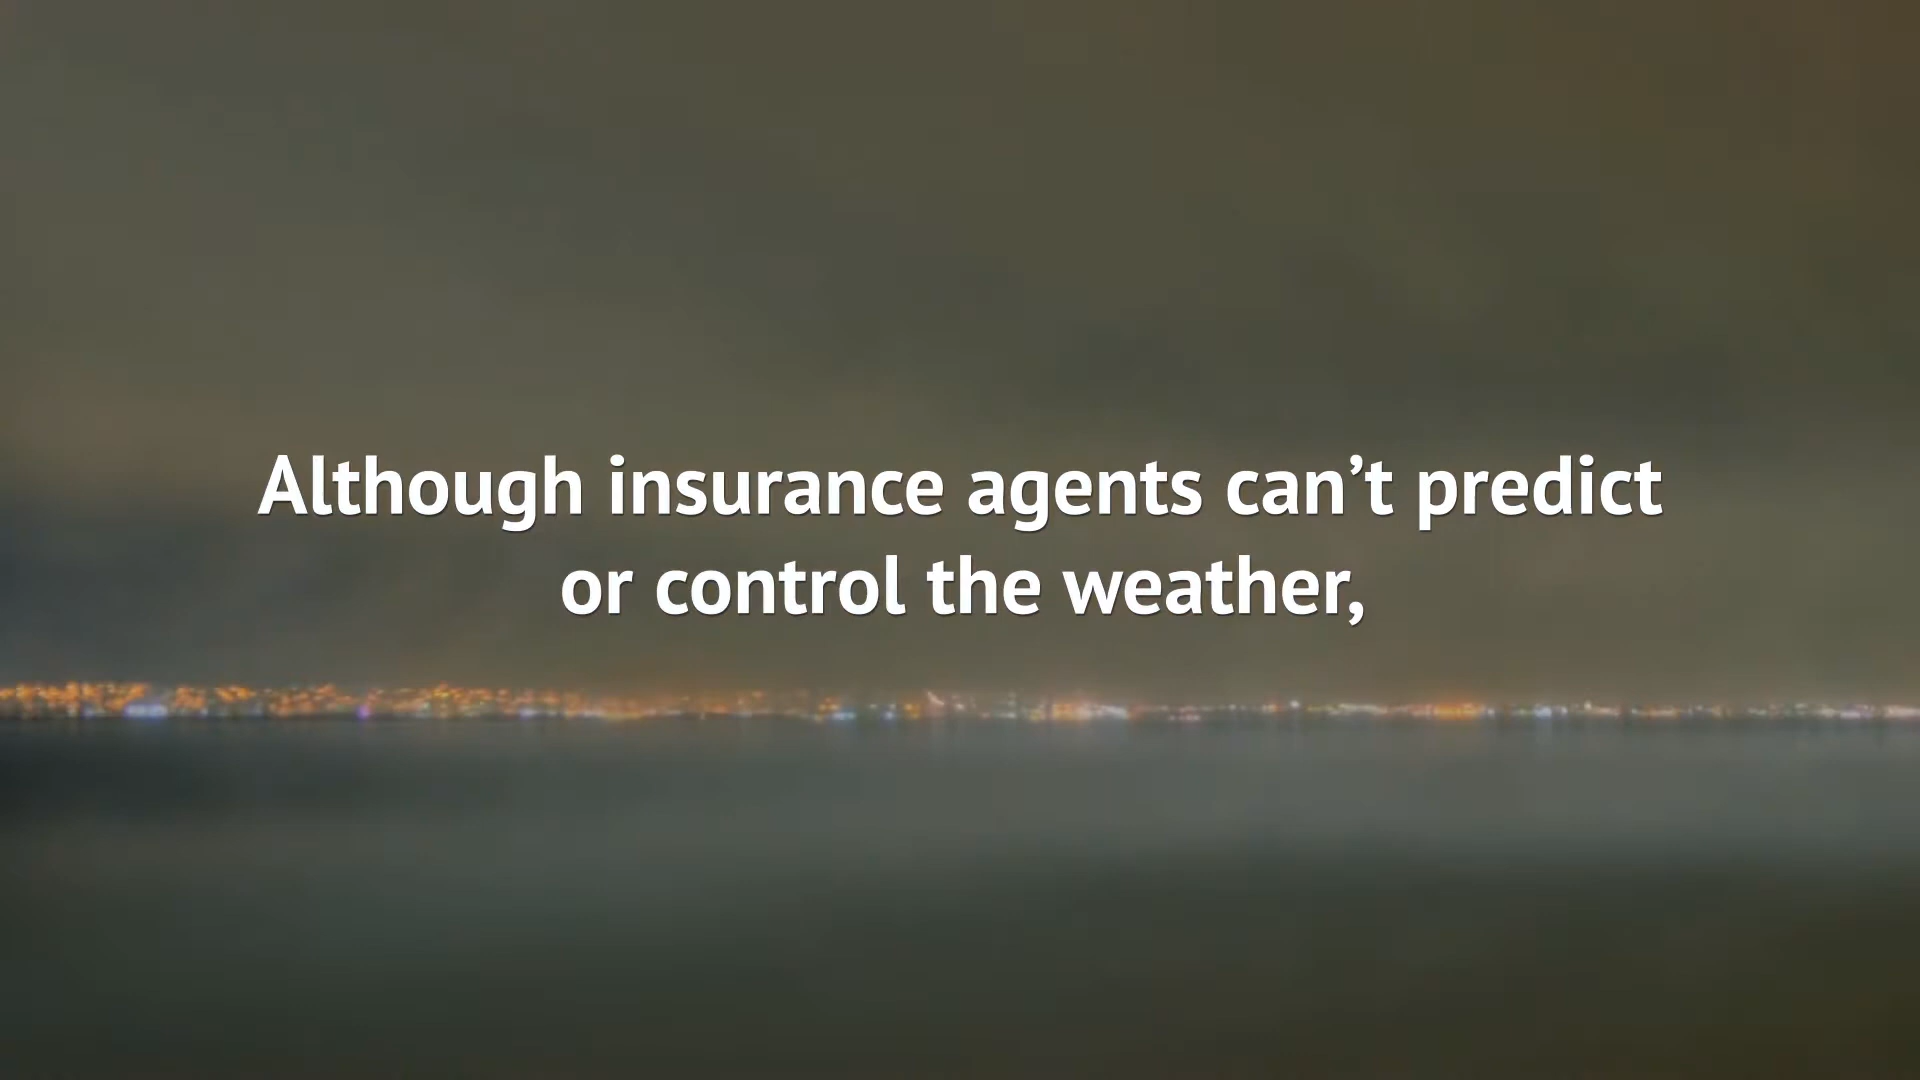 Although insurance agents can’t predict
or control the weather,